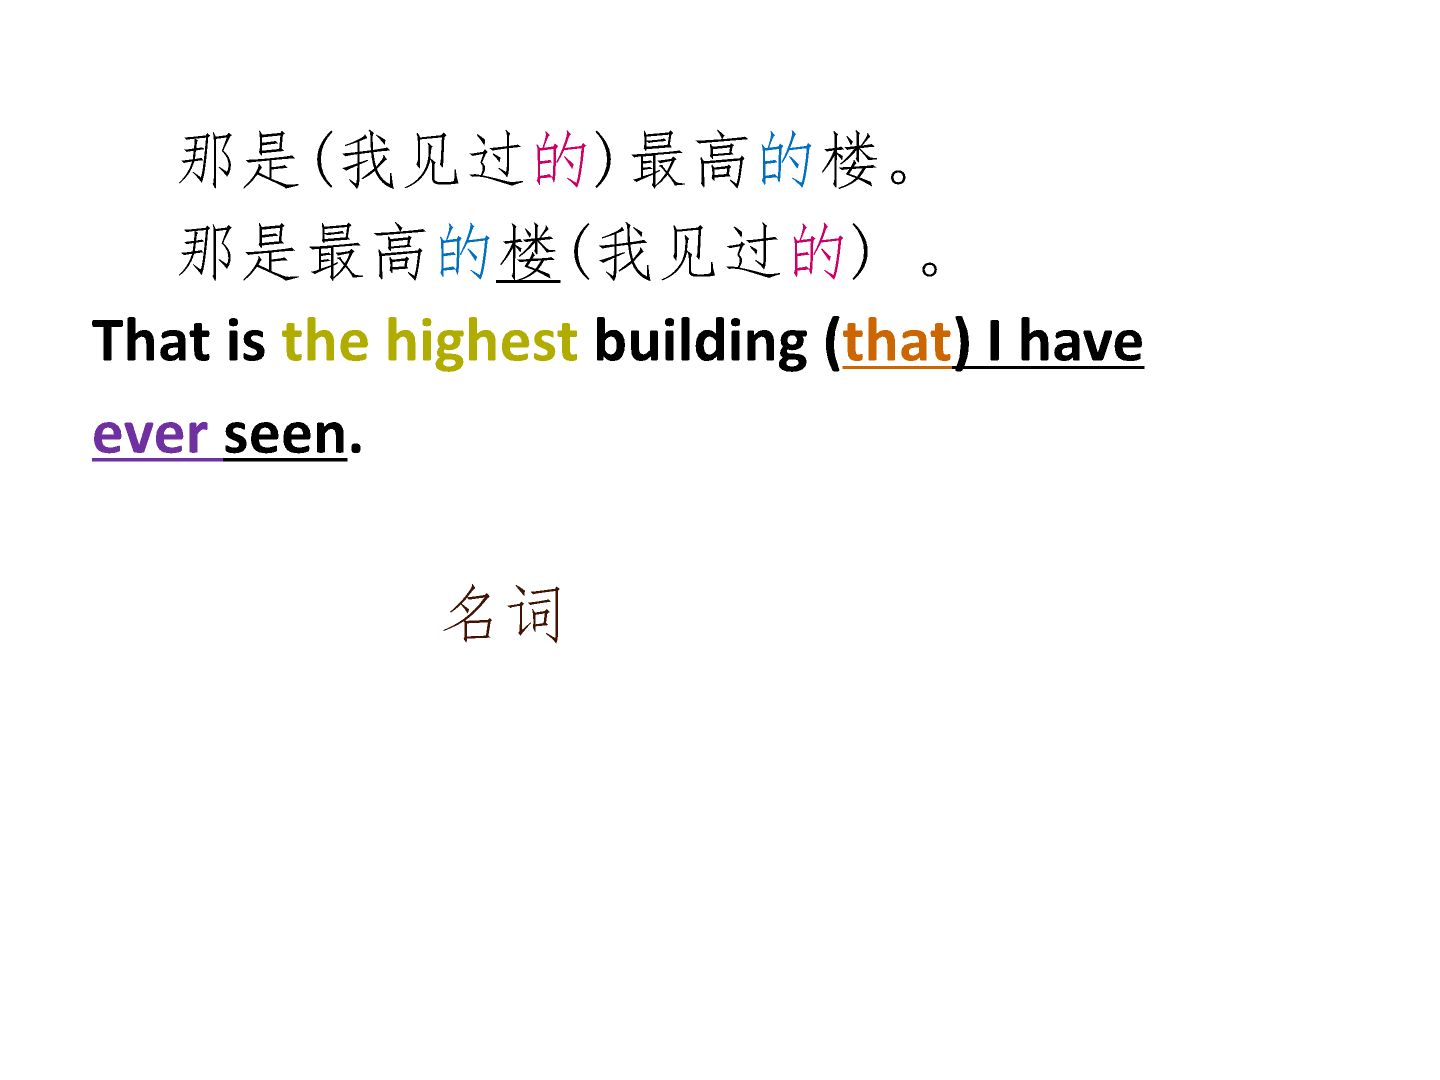 那是(我见过的)最高的楼。
那是最高的楼(我见过的) 。
That is the highest building (that) I have
ever seen.
名词